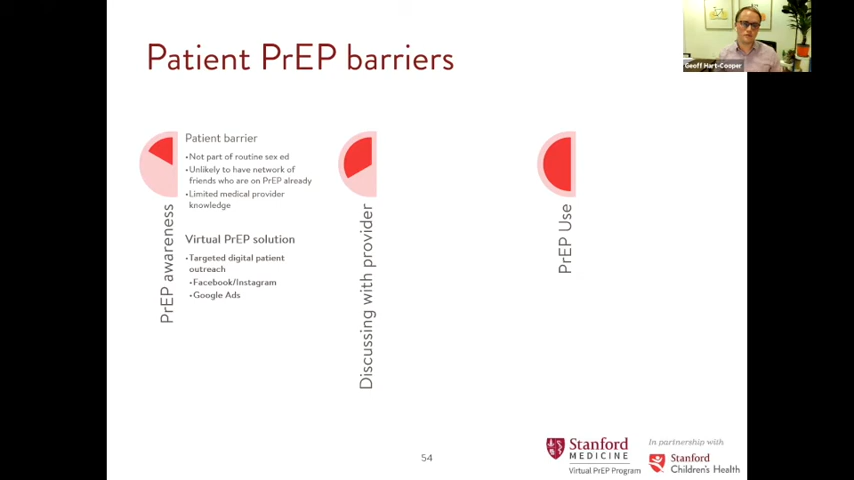 Patient PrEP barriers
Geoff Hart-Cooper
PrEP awareness
Patient barrier
•Not part of routine sex ed
•Unlikely to have network of
friends who are on PrEP already
•Limited medical provider
knowledge
Virtual PrEP solution
•Targeted digital patient
outreach
•Facebook/Instagram
•Google Ads
Discussing with provider
PrEP Use
54
Stanford
MEDICINE
Virtual PrEP Program
In partnership with
Stanford
Children's Health